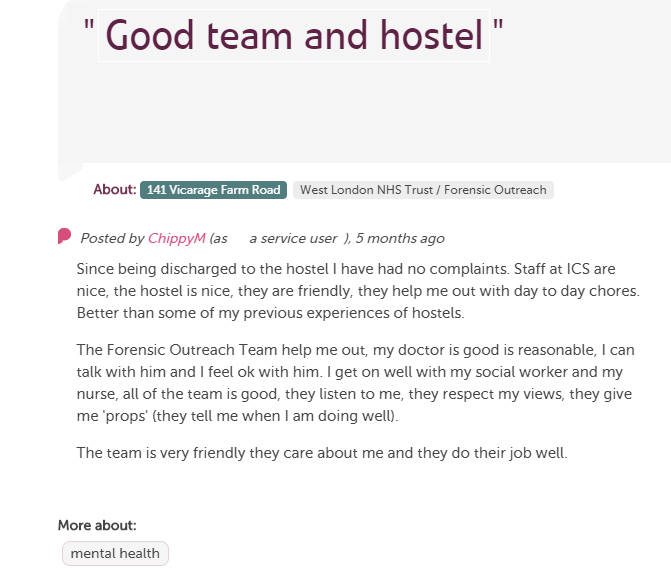 " Good team and hostel "
About: 141 Vicarage Farm Road West London NHS Trust / Forensic Outreach
Posted by ChippyM (as a service user ), 5 months ago
Since being discharged to the hostel I have had no complaints. Staff at ICS are
nice, the hostel is nice, they are friendly, they help me out with day to day chores.
Better than some of my previous experiences of hostels.
The Forensic Outreach Team help me out, my doctor is good is reasonable, I can
talk with him and I feel ok with him. I get on well with my social worker and my
nurse, all of the team is good, they listen to me, they respect my views, they give
me 'props' (they tell me when I am doing well).
The team is very friendly they care about me and they do their job well.
More about:
mental health